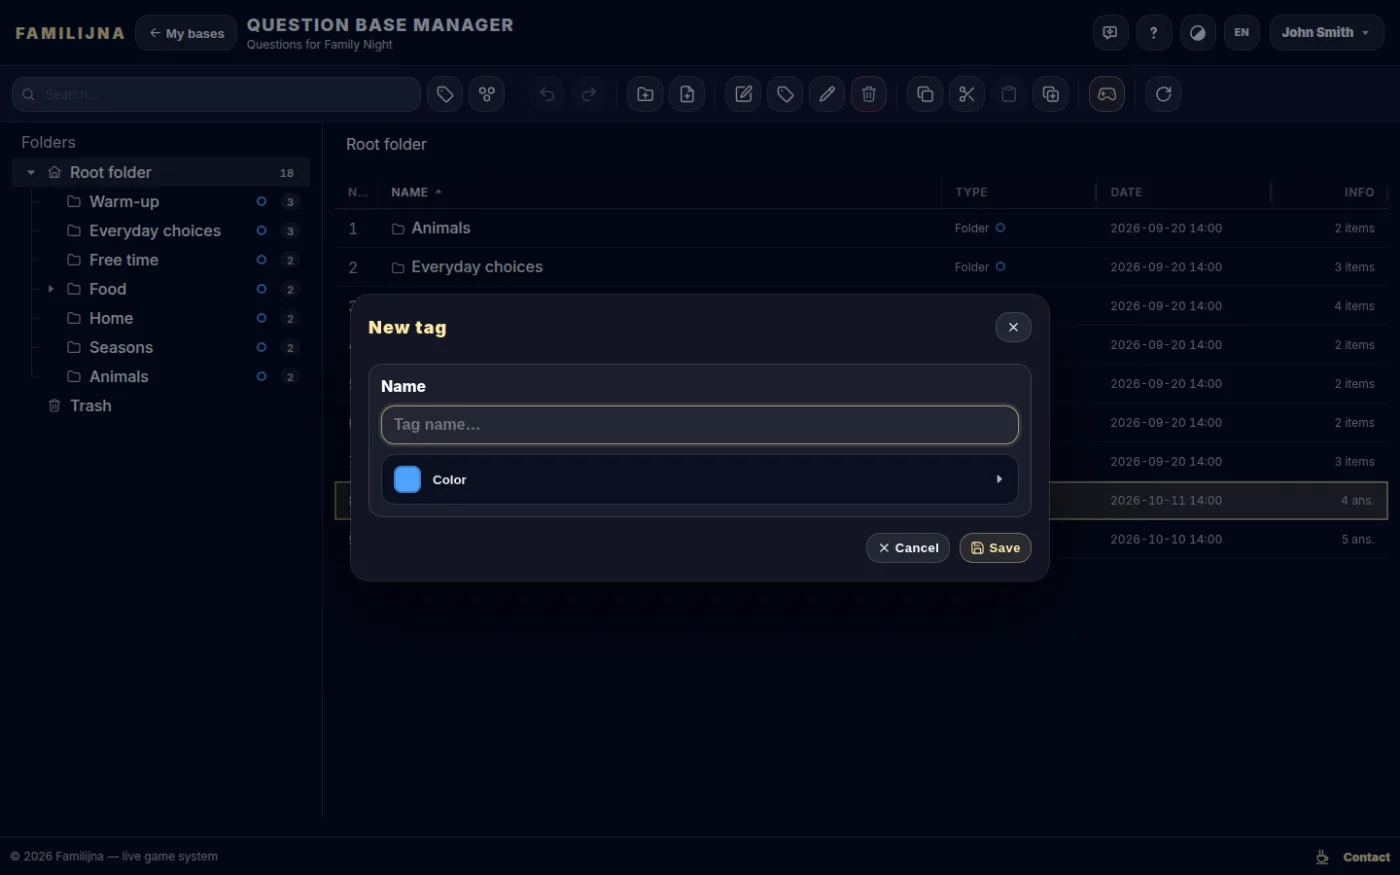 FAMILIJNA
← My bases
QUESTION BASE MANAGER
Questions for Family Night
?
EN
John Smith
Search...
Folders
Root folder 18
Warm-up 3
Everyday choices 3
Free time 2
Food 2
Home 2
Seasons 2
Animals 2
Trash
Root folder
N... NAME TYPE DATE INFO
1 Animals Folder 2026-09-20 14:00 2 items
2 Everyday choices Folder 2026-09-20 14:00 3 items
2026-09-20 14:00 4 items
2026-09-20 14:00 2 items
2026-09-20 14:00 2 items
2026-09-20 14:00 2 items
2026-09-20 14:00 3 items
2026-10-11 14:00 4 ans.
2026-10-10 14:00 5 ans.
New tag
Name
Tag name...
Color
Cancel
Save
© 2026 Familijna — live game system
Contact